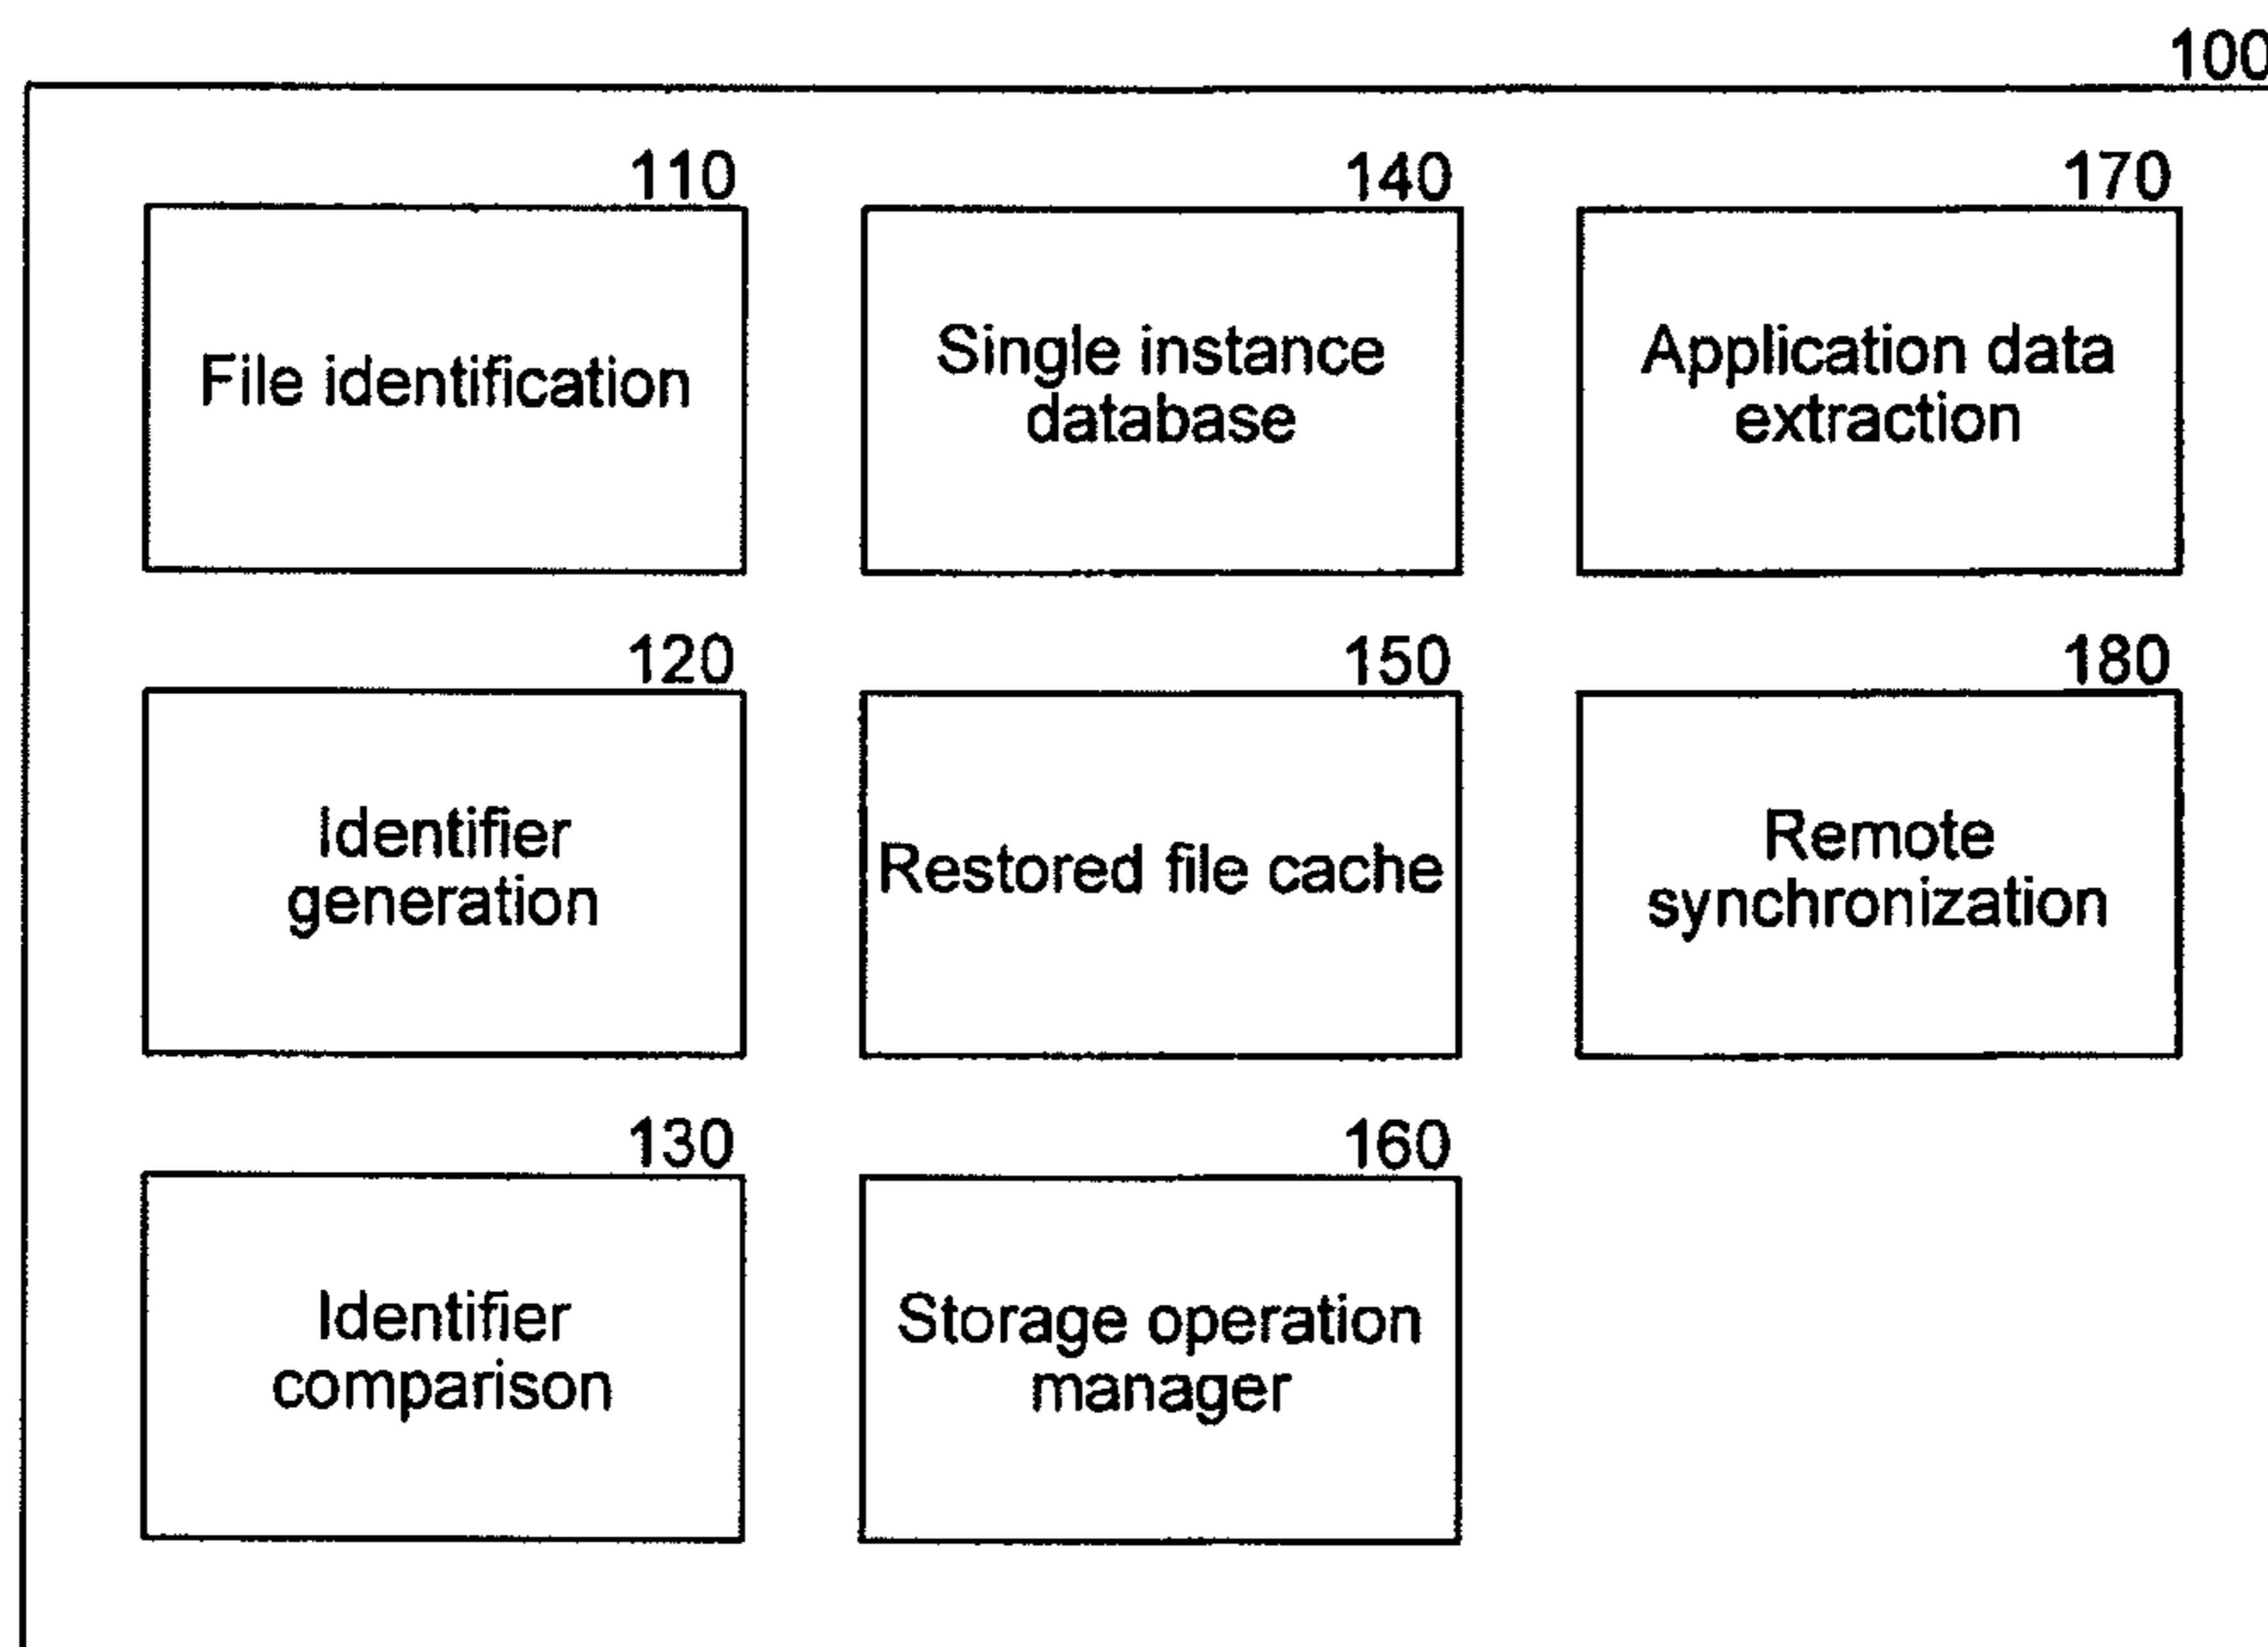 100
110
File identification
140
Single instance
database
170
Application data
extraction
120
Identifier
generation
150
Restored file cache
180
Remote
synchronization
130
Identifier
comparison
160
Storage operation
manager